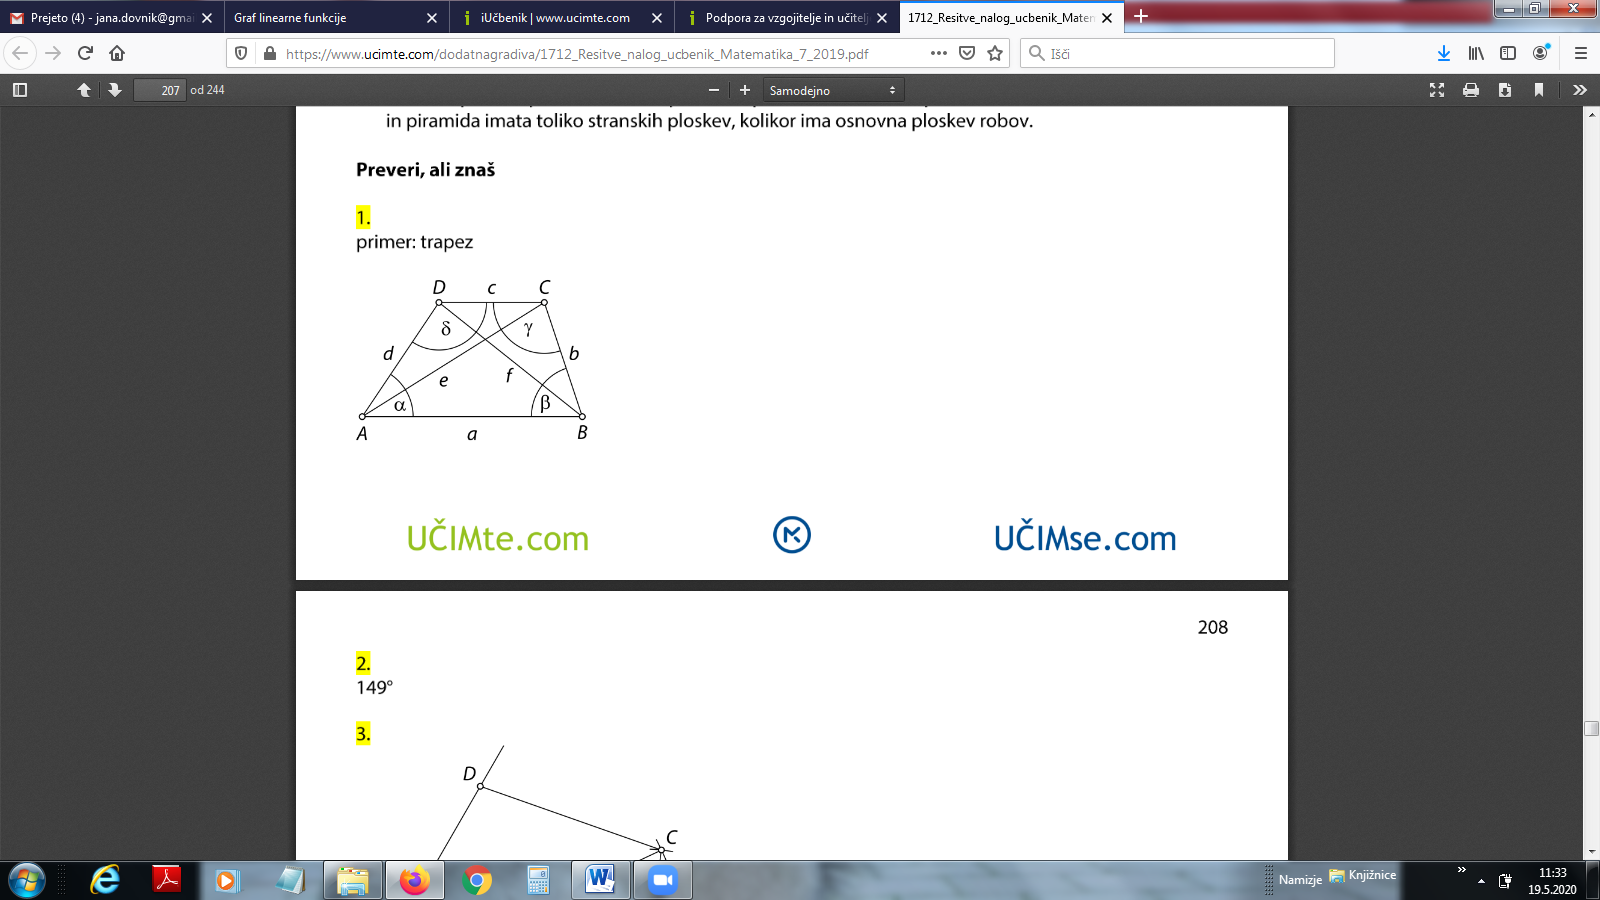 Prejeto (4) - jana.dovnik@gmai
Graf linearne funkcije
iUčbenik | www.ucimte.com
Podpora za vzgojitelje in učitelj
1712_Resitve_nalog_ucbenik_Matem
https://www.ucimte.com/dodatnagradiva/1712_Resitve_nalog_ucbenik_Matematika_7_2019.pdf
Išči
207 od 244
Samodejno
in piramida imata toliko stranskih ploskev, kolikor ima osnovna ploskev robov.
Preveri, ali znaš
1.
primer: trapez
D c C
δ γ
d b
e f
α β
A a B
UČIMte.com
UČIMse.com
208
2.
149°
3.
D
C
Namizje
Knjižnice
11:33
19.5.2020